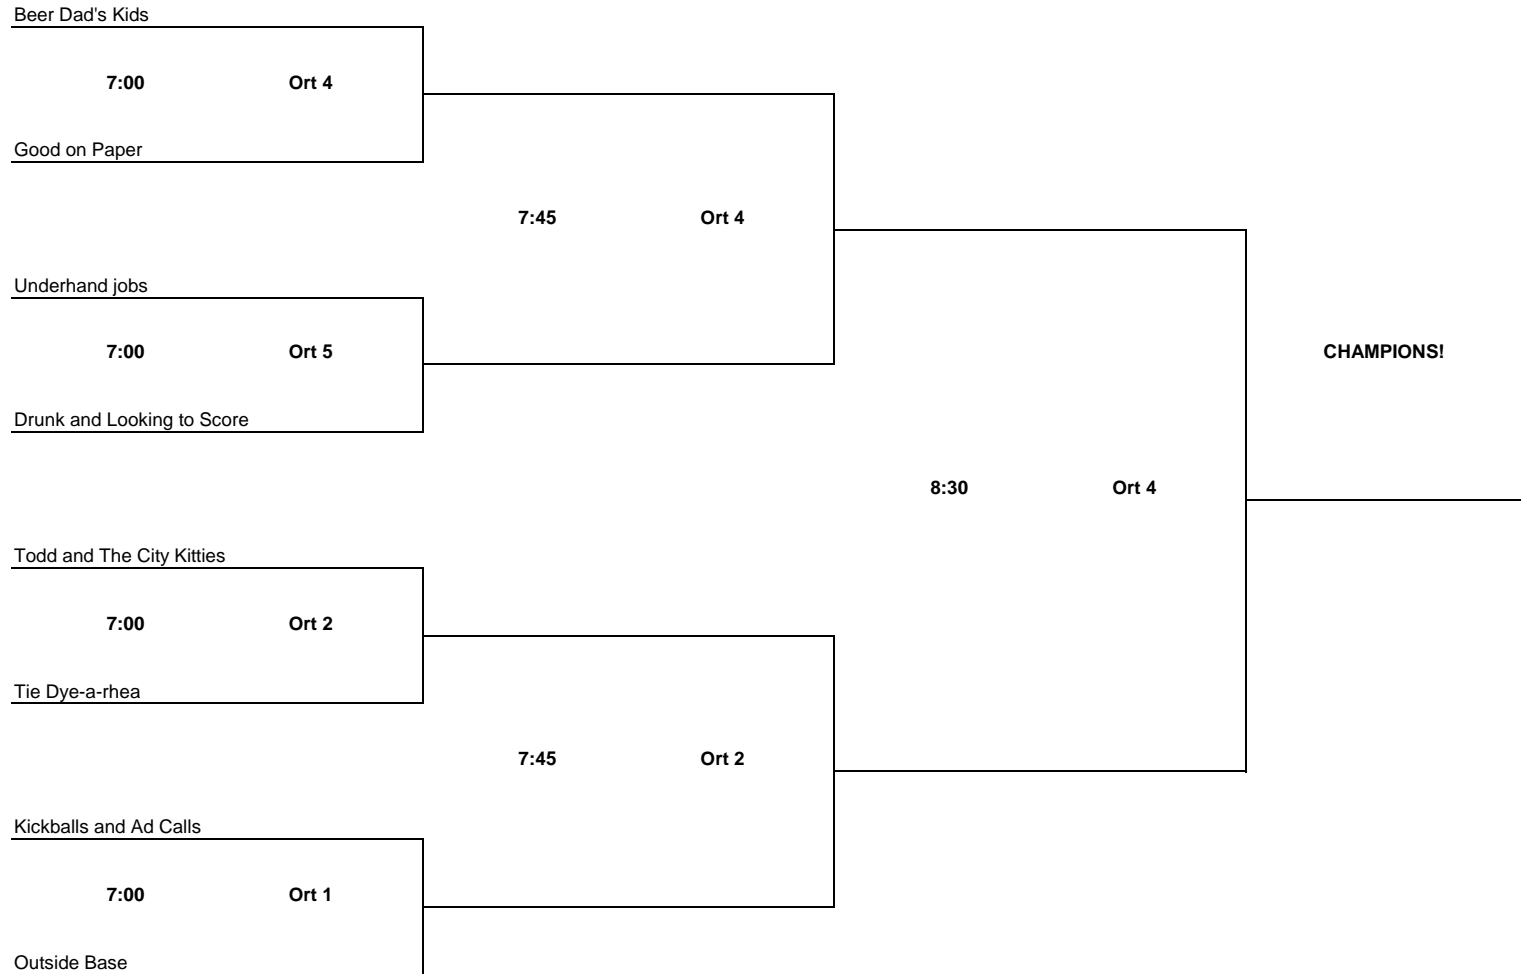 Beer Dad's Kids
7:00 Ort 4
Good on Paper
7:45 Ort 4
Underhand jobs
7:00 Ort 5
CHAMPIONS!
Drunk and Looking to Score
8:30 Ort 4
Todd and The City Kitties
7:00 Ort 2
Tie Dye-a-rhea
7:45 Ort 2
Kickballs and Ad Calls
7:00 Ort 1
Outside Base